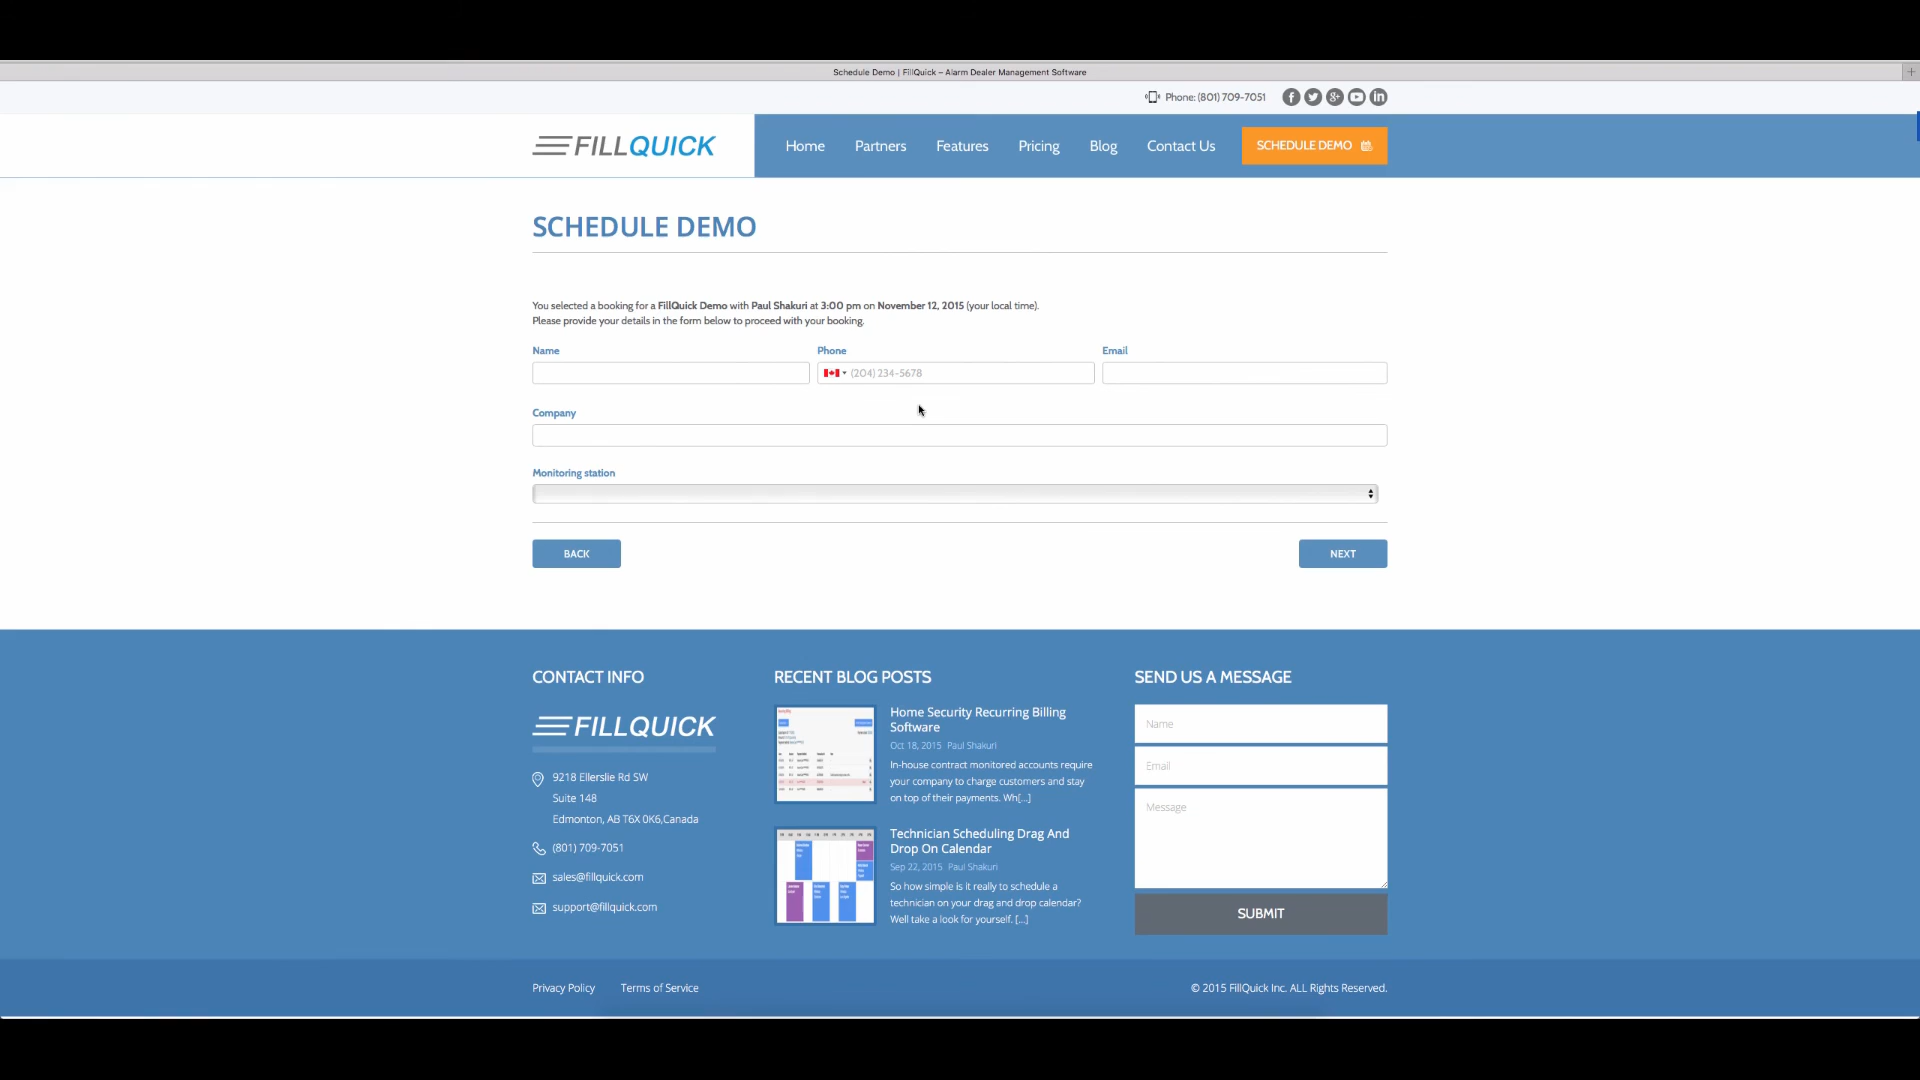 Schedule Demo | FillQuick – Alarm Dealer Management Software
Phone: (801) 709-7051
FILLQUICK
Home
Partners
Features
Pricing
Blog
Contact Us
SCHEDULE DEMO
SCHEDULE DEMO
You selected a booking for a FillQuick Demo with Paul Shakuri at 3:00 pm on November 12, 2015 (your local time).
Please provide your details in the form below to proceed with your booking.
Name
Phone
Email
(204) 234-5678
Company
Monitoring station
BACK
NEXT
CONTACT INFO
FILLQUICK
9218 Ellerslie Rd SW
Suite 148
Edmonton, AB T6X 0K6,Canada
(801) 709-7051
sales@fillquick.com
support@fillquick.com
RECENT BLOG POSTS
Home Security Recurring Billing
Software
Oct 18, 2015 Paul Shakuri
In-house contract monitored accounts require
your company to charge customers and stay
on top of their payments. Wh[...]
Technician Scheduling Drag And
Drop On Calendar
Sep 22, 2015 Paul Shakuri
So how simple is it really to schedule a
technician on your drag and drop calendar?
Well take a look for yourself. [...]
SEND US A MESSAGE
Name
Email
Message
SUBMIT
Privacy Policy
Terms of Service
© 2015 FillQuick Inc. ALL Rights Reserved.